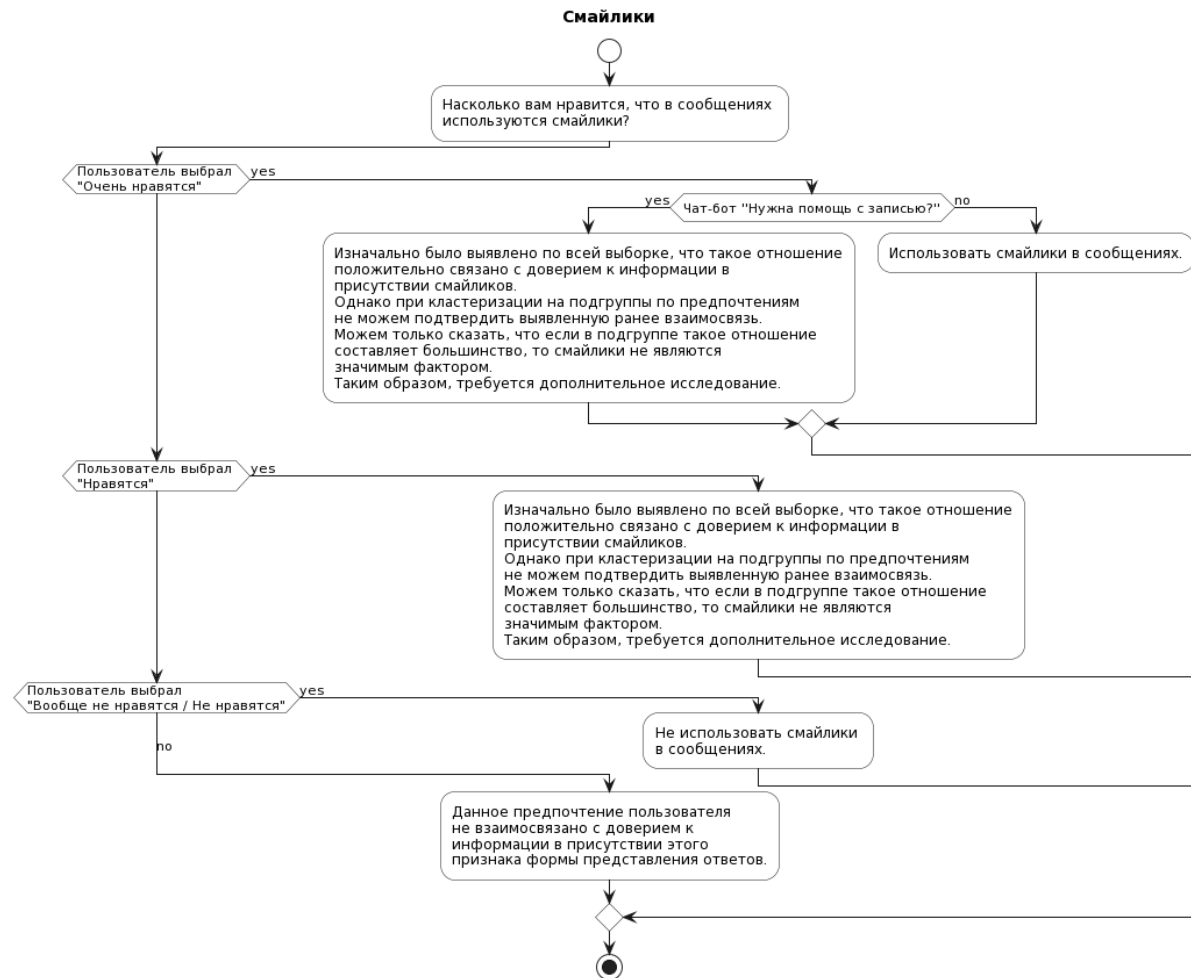 Смайлики
Насколько вам нравится, что в сообщениях
используются смайлики?
Пользователь выбрал
"Очень нравятся"
yes
yes
Чат-бот ''Нужна помощь с записью?''
no
Изначально было выявлено по всей выборке, что такое отношение
положительно связано с доверием к информации в
присутствии смайликов.
Однако при кластеризации на подгруппы по предпочтениям
не можем подтвердить выявленную ранее взаимосвязь.
Можем только сказать, что если в подгруппе такое отношение
составляет большинство, то смайлики не являются
значимым фактором.
Таким образом, требуется дополнительное исследование.
Использовать смайлики в сообщениях.
Пользователь выбрал
"Нравятся"
yes
Изначально было выявлено по всей выборке, что такое отношение
положительно связано с доверием к информации в
присутствии смайликов.
Однако при кластеризации на подгруппы по предпочтениям
не можем подтвердить выявленную ранее взаимосвязь.
Можем только сказать, что если в подгруппе такое отношение
составляет большинство, то смайлики не являются
значимым фактором.
Таким образом, требуется дополнительное исследование.
Пользователь выбрал
"Вообще не нравятся / Не нравятся"
yes
Не использовать смайлики
в сообщениях.
no
Данное предпочтение пользователя
не взаимосвязано с доверием к
информации в присутствии этого
признака формы представления ответов.